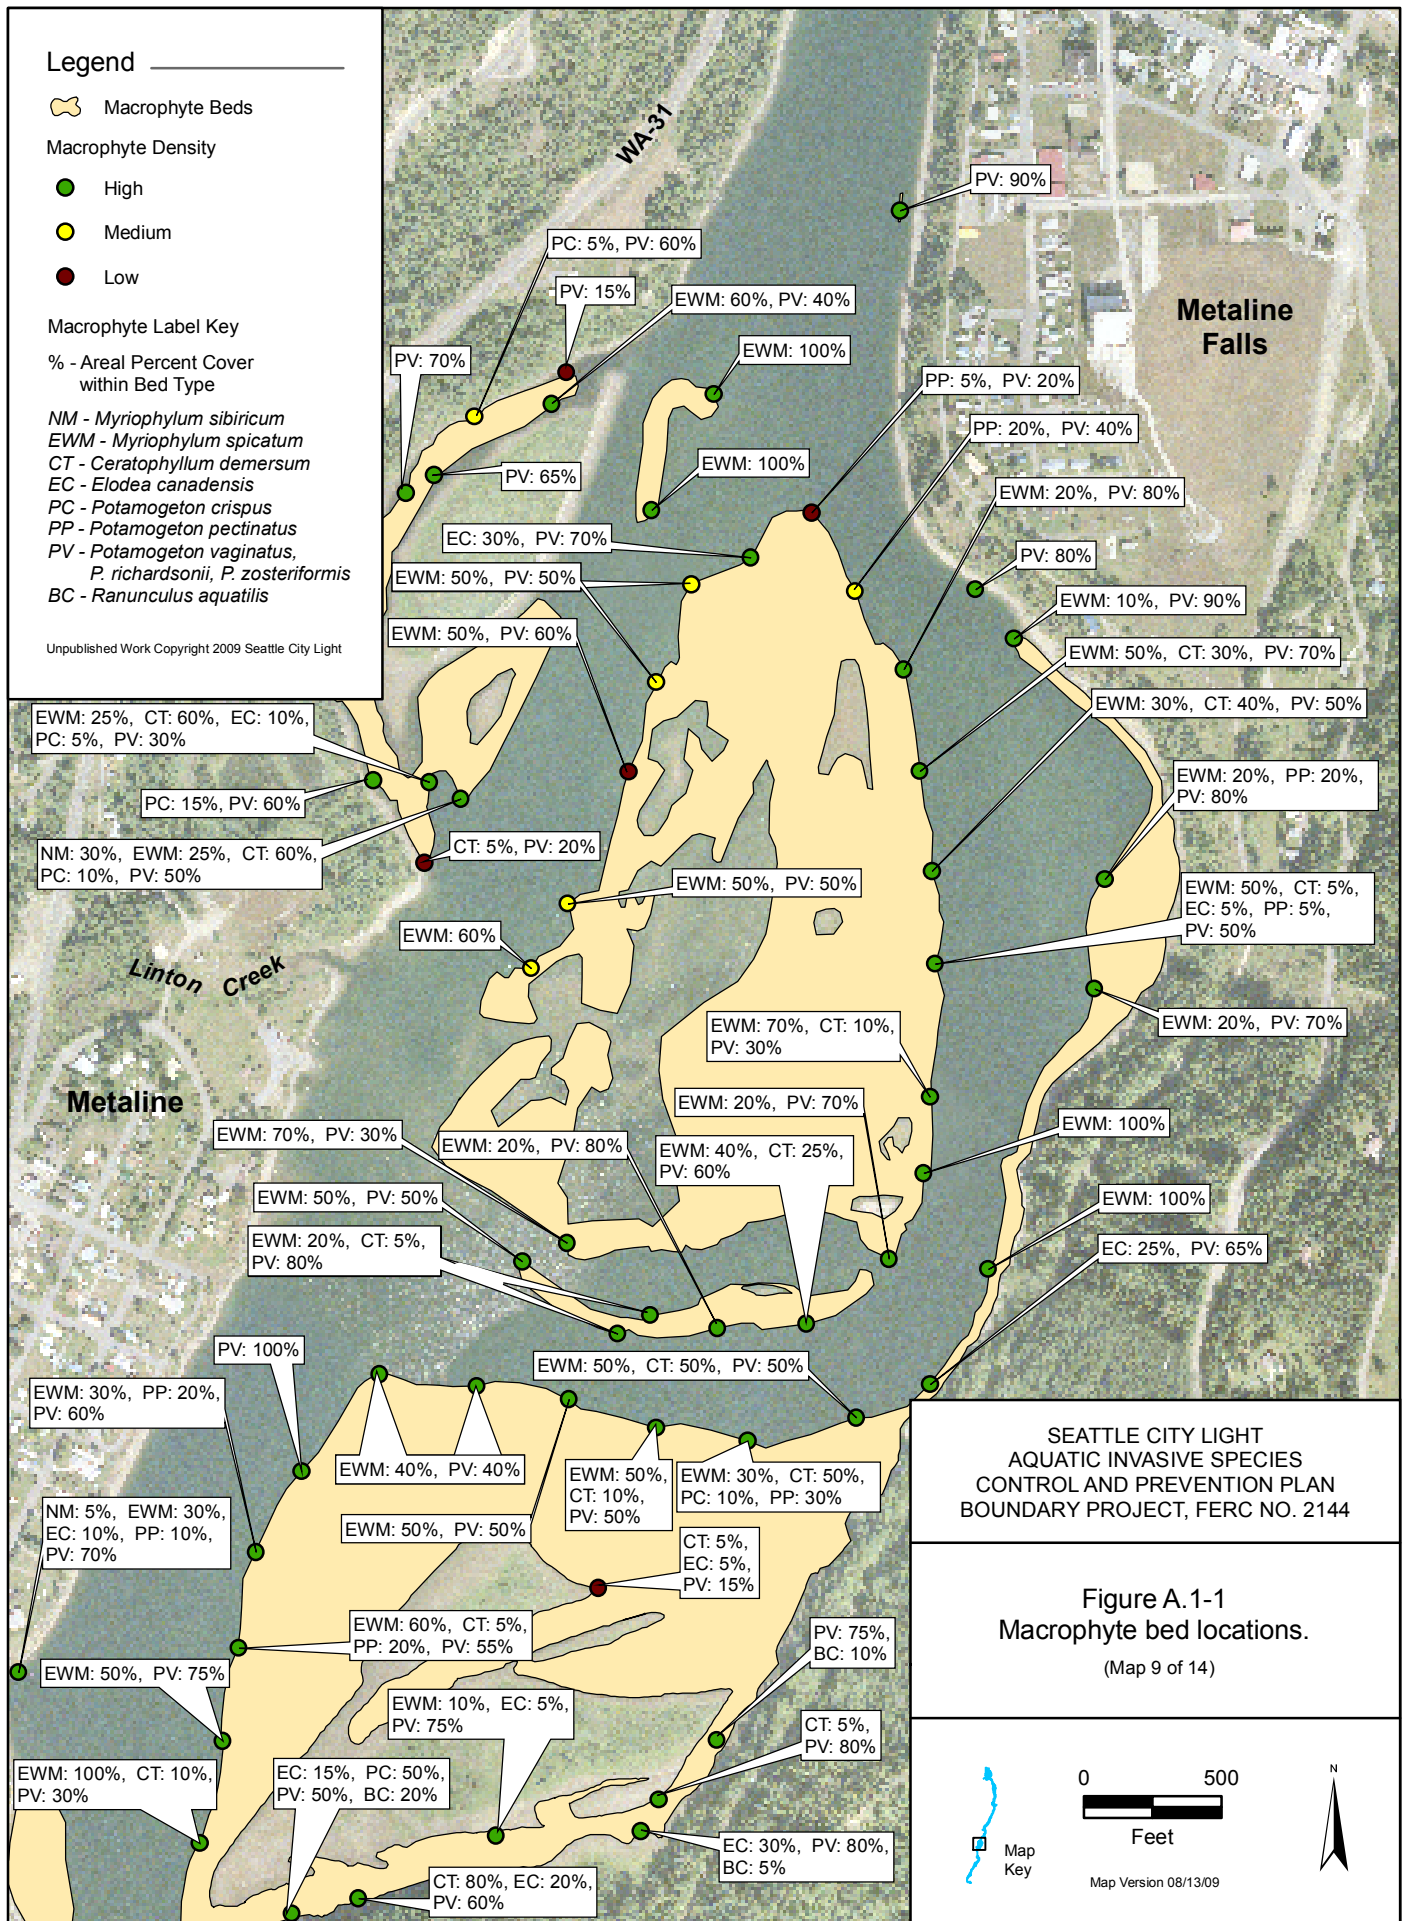 Legend
Macrophyte Beds
Macrophyte Density
High
Medium
Low
Macrophyte Label Key
% - Areal Percent Cover
within Bed Type
NM - Myriophylum sibiricum
EWM - Myriophylum spicatum
CT - Ceratophyllum demersum
EC - Elodea canadensis
PC - Potamogeton crispus
PP - Potamogeton pectinatus
PV - Potamogeton vaginatus,
P. richardsonii, P. zosteriformis
BC - Ranunculus aquatilis
Unpublished Work Copyright 2009 Seattle City Light
WA-31
PV: 90%
PC: 5%, PV: 60%
PV: 15%
EWM: 60%, PV: 40%
Metaline
Falls
PV: 70%
EWM: 100%
PP: 5%, PV: 20%
PP: 20%, PV: 40%
EWM: 100%
PV: 65%
EWM: 20%, PV: 80%
EC: 30%, PV: 70%
PV: 80%
EWM: 50%, PV: 50%
EWM: 10%, PV: 90%
EWM: 50%, PV: 60%
EWM: 50%, CT: 30%, PV: 70%
EWM: 30%, CT: 40%, PV: 50%
EWM: 25%, CT: 60%, EC: 10%,
PC: 5%, PV: 30%
EWM: 20%, PP: 20%,
PV: 80%
PC: 15%, PV: 60%
CT: 5%, PV: 20%
NM: 30%, EWM: 25%, CT: 60%,
PC: 10%, PV: 50%
EWM: 50%, PV: 50%
EWM: 50%, CT: 5%,
EC: 5%, PP: 5%,
PV: 50%
EWM: 60%
Linton Creek
EWM: 20%, PV: 70%
EWM: 70%, CT: 10%,
PV: 30%
Metaline
EWM: 20%, PV: 70%
EWM: 100%
EWM: 70%, PV: 30%
EWM: 20%, PV: 80%
EWM: 40%, CT: 25%,
PV: 60%
EWM: 50%, PV: 50%
EWM: 100%
EWM: 20%, CT: 5%,
PV: 80%
EC: 25%, PV: 65%
PV: 100%
EWM: 50%, CT: 50%, PV: 50%
EWM: 30%, PP: 20%,
PV: 60%
EWM: 40%, PV: 40%
EWM: 50%,
CT: 10%,
PV: 50%
EWM: 30%, CT: 50%,
PC: 10%, PP: 30%
NM: 5%, EWM: 30%,
EC: 10%, PP: 10%,
PV: 70%
EWM: 50%, PV: 50%
CT: 5%,
EC: 5%,
PV: 15%
EWM: 60%, CT: 5%,
PP: 20%, PV: 55%
PV: 75%,
BC: 10%
EWM: 50%, PV: 75%
EWM: 10%, EC: 5%,
PV: 75%
CT: 5%,
PV: 80%
EWM: 100%, CT: 10%,
PV: 30%
EC: 15%, PC: 50%,
PV: 50%, BC: 20%
EC: 30%, PV: 80%,
BC: 5%
CT: 80%, EC: 20%,
PV: 60%
SEATTLE CITY LIGHT
AQUATIC INVASIVE SPECIES
CONTROL AND PREVENTION PLAN
BOUNDARY PROJECT, FERC NO. 2144
Figure A.1-1
Macrophyte bed locations.
(Map 9 of 14)
Map
Key
0 500
Feet
Map Version 08/13/09
N